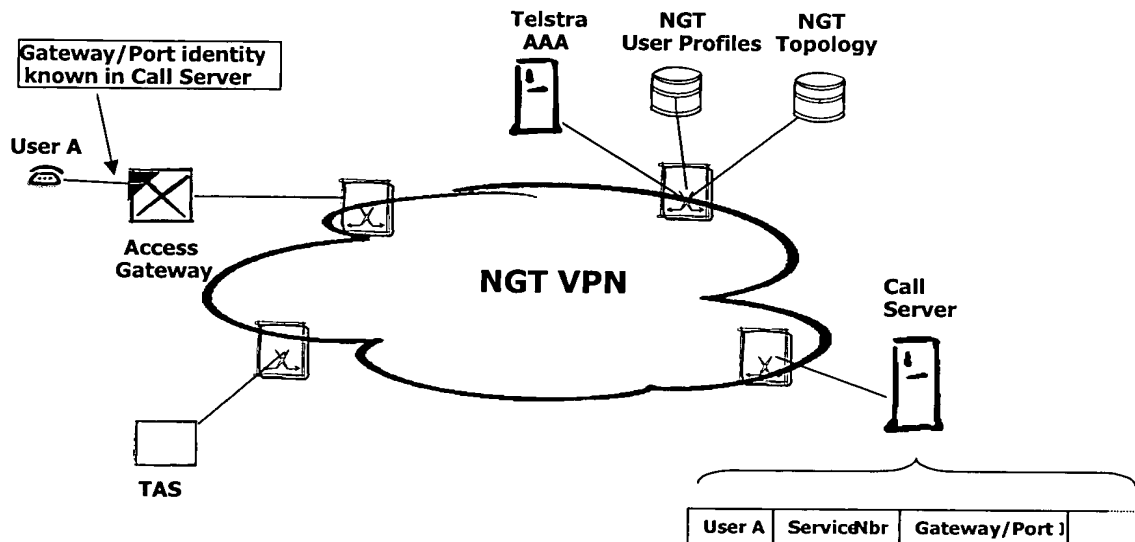 Telstra
AAA
NGT
User Profiles
NGT
Topology
Gateway/Port identity
known in Call Server
User A
Access
Gateway
NGT VPN
Call
Server
TAS
User A
ServiceNbr
Gateway/Port